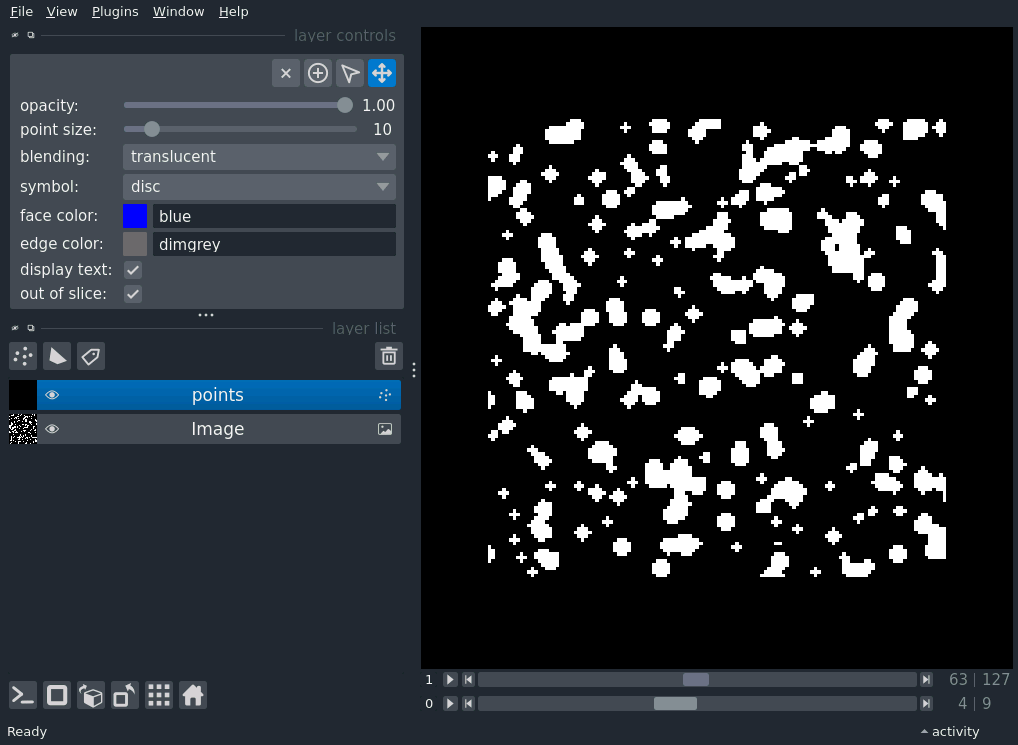 File View Plugins Window Help
layer controls
opacity: 1.00
point size: 10
blending: translucent
symbol: disc
face color: blue
edge color: dimgrey
display text:
out of slice:
layer list
points
Image
1 63 | 127
0 4 | 9
Ready activity